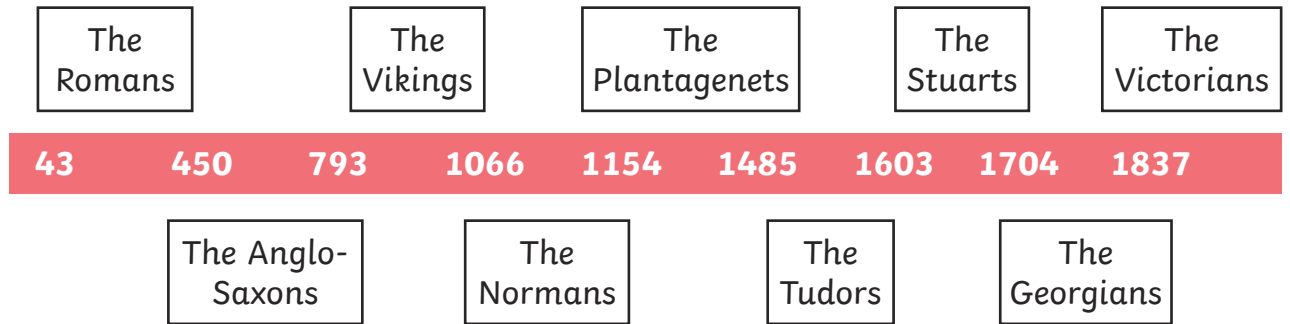 The
Romans
The
Vikings
The
Plantagenets
The
Stuarts
The
Victorians
43 450 793 1066 1154 1485 1603 1704 1837
The Anglo-
Saxons
The
Normans
The
Tudors
The
Georgians